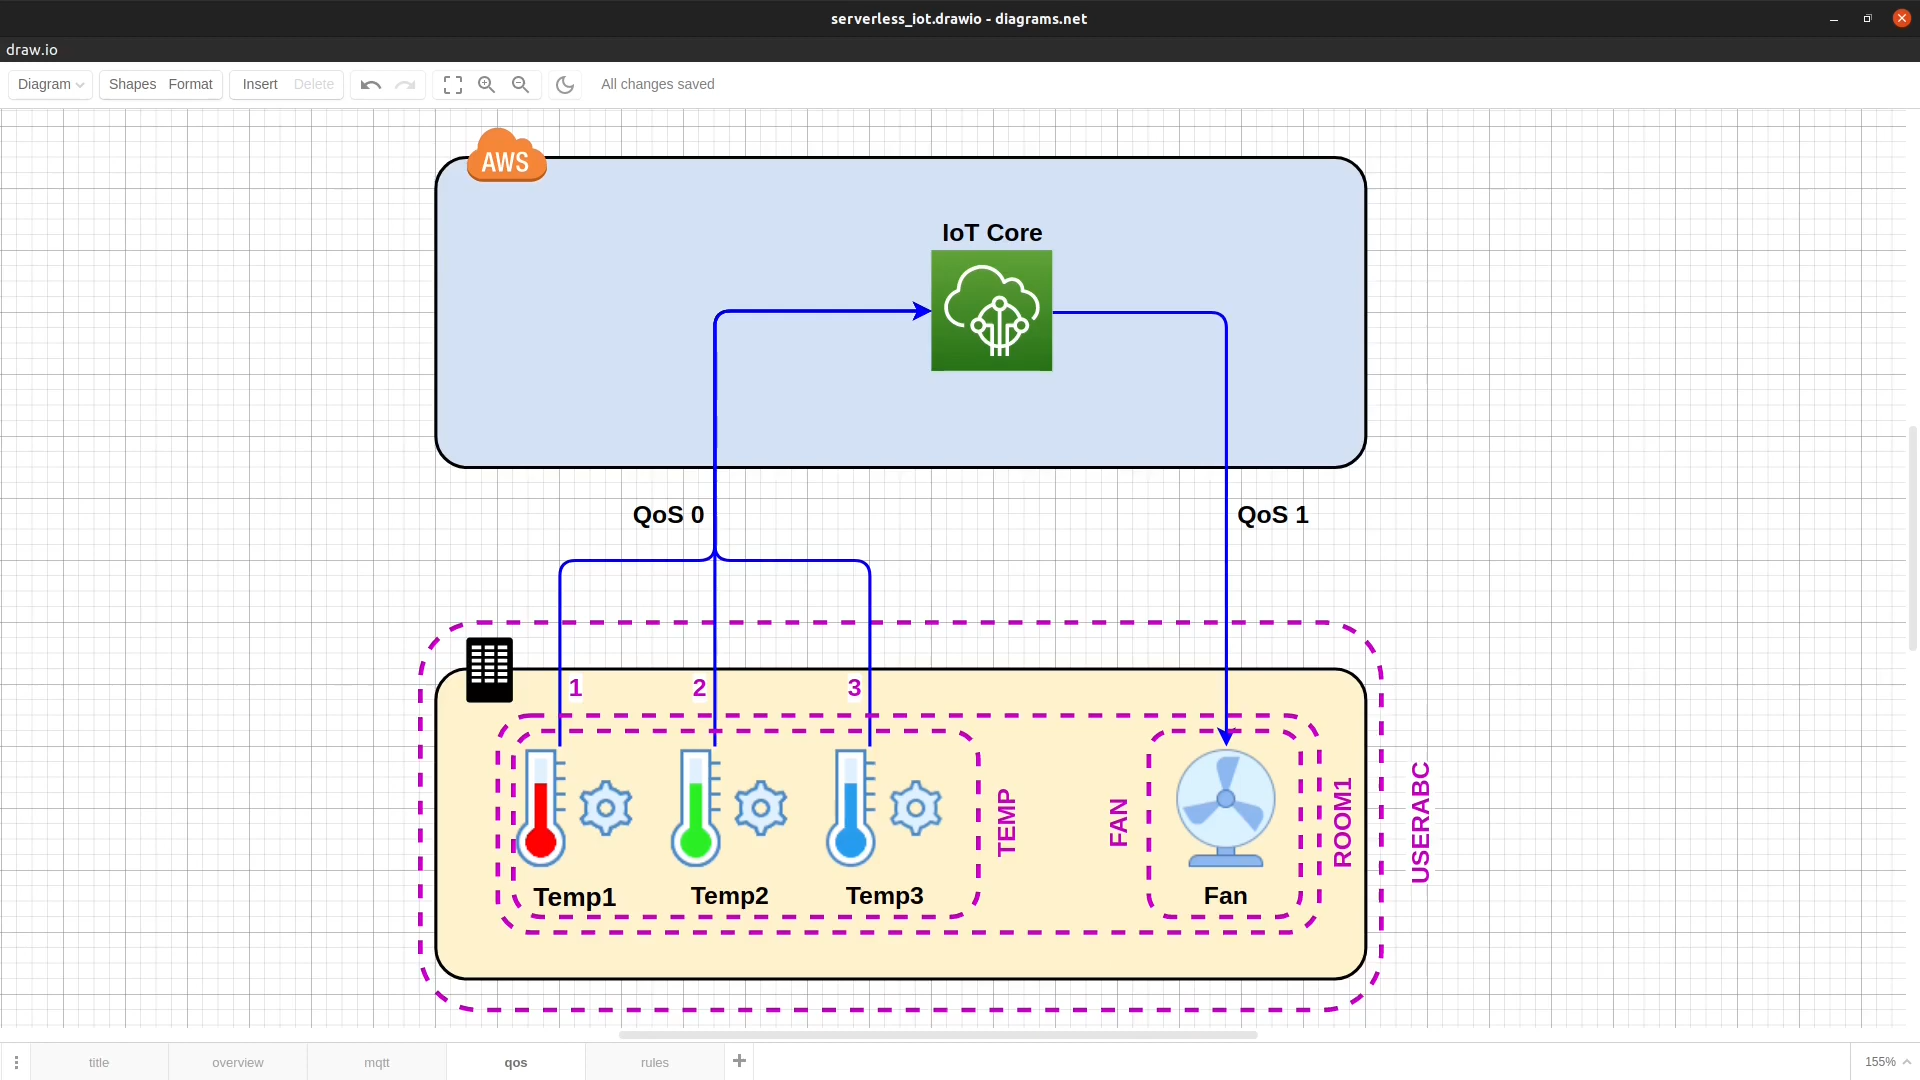 serverless_iot.drawio - diagrams.net
draw.io
Diagram
Shapes
Format
Insert
Delete
All changes saved
AWS
IoT Core
QoS 0
QoS 1
1
2
3
TEMP
FAN
ROOM1
USERABC
Temp1
Temp2
Temp3
Fan
title
overview
mqtt
qos
rules
155%